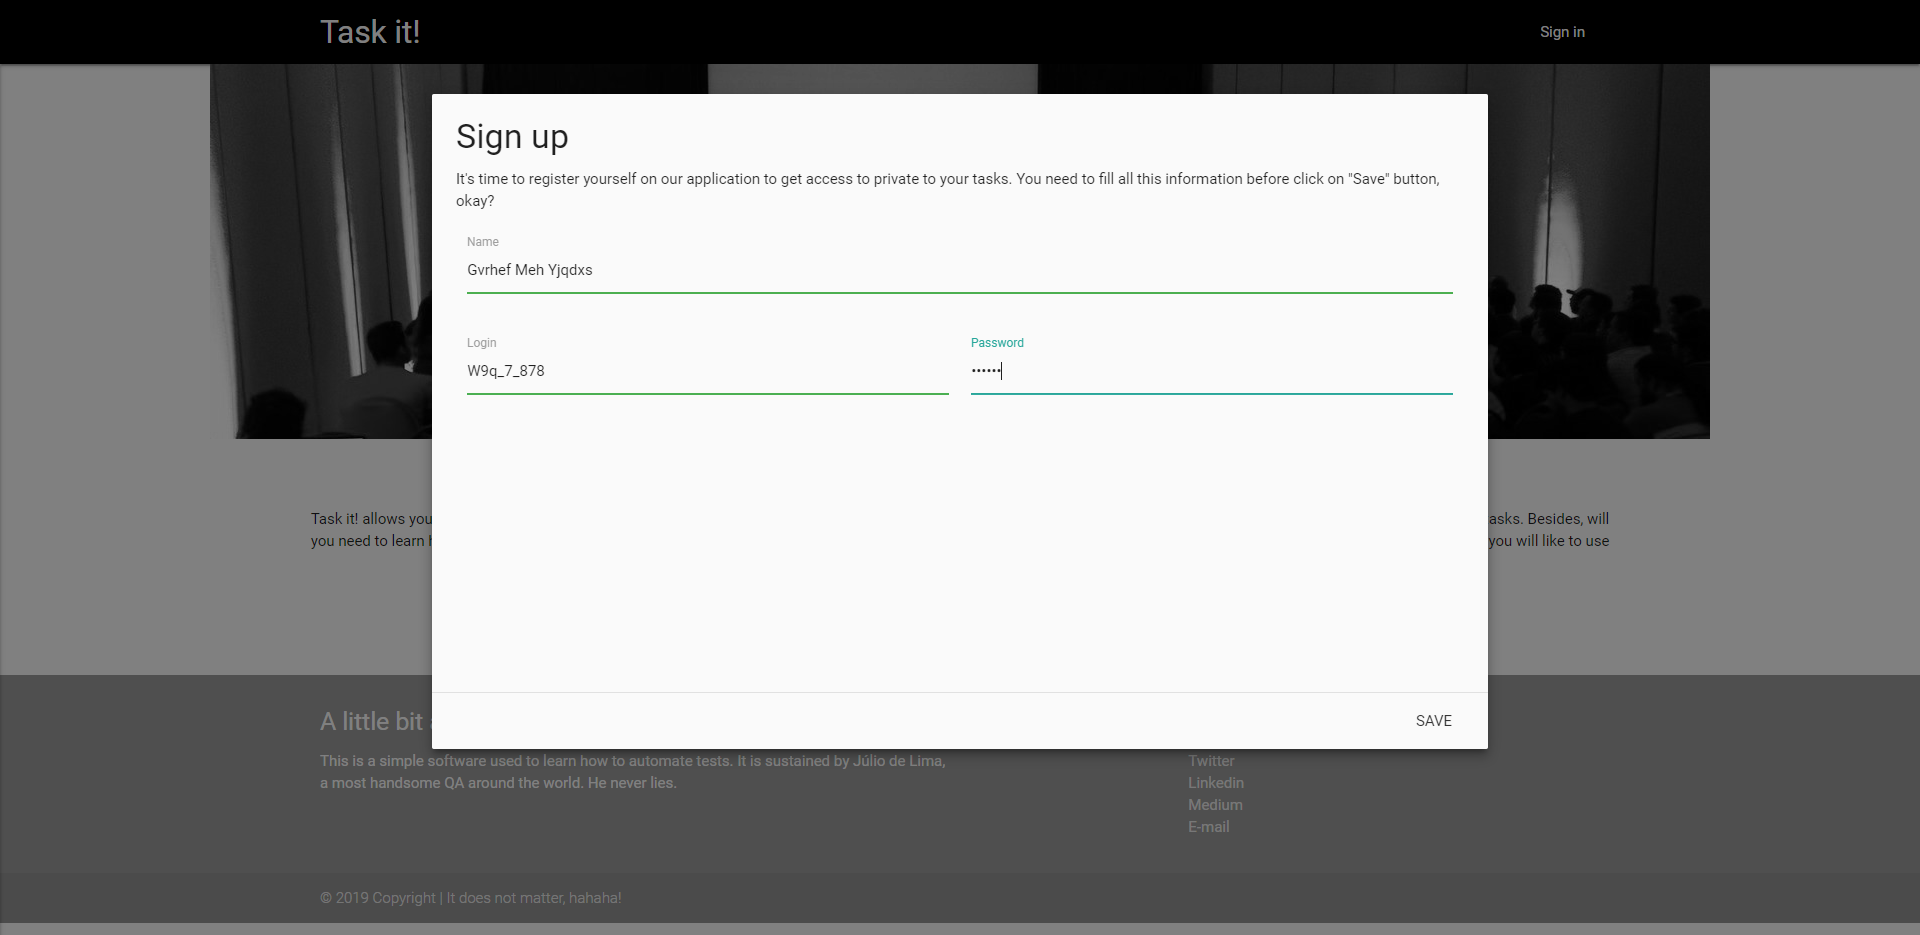 Task it!
Sign in
Sign up
It's time to register yourself on our application to get access to private to your tasks. You need to fill all this information before click on "Save" button,
okay?
Name
Gvrhef Meh Yjqdxs
Login
Password
W9q_7_878
••••••
Task it! allows you
asks. Besides, will
you need to learn
you will like to use
SAVE
A little bit
This is a simple software used to learn how to automate tests. It is sustained by Júlio de Lima,
a most handsome QA around the world. He never lies.
Twitter
Linkedin
Medium
E-mail
© 2019 Copyright | It does not matter, hahaha!